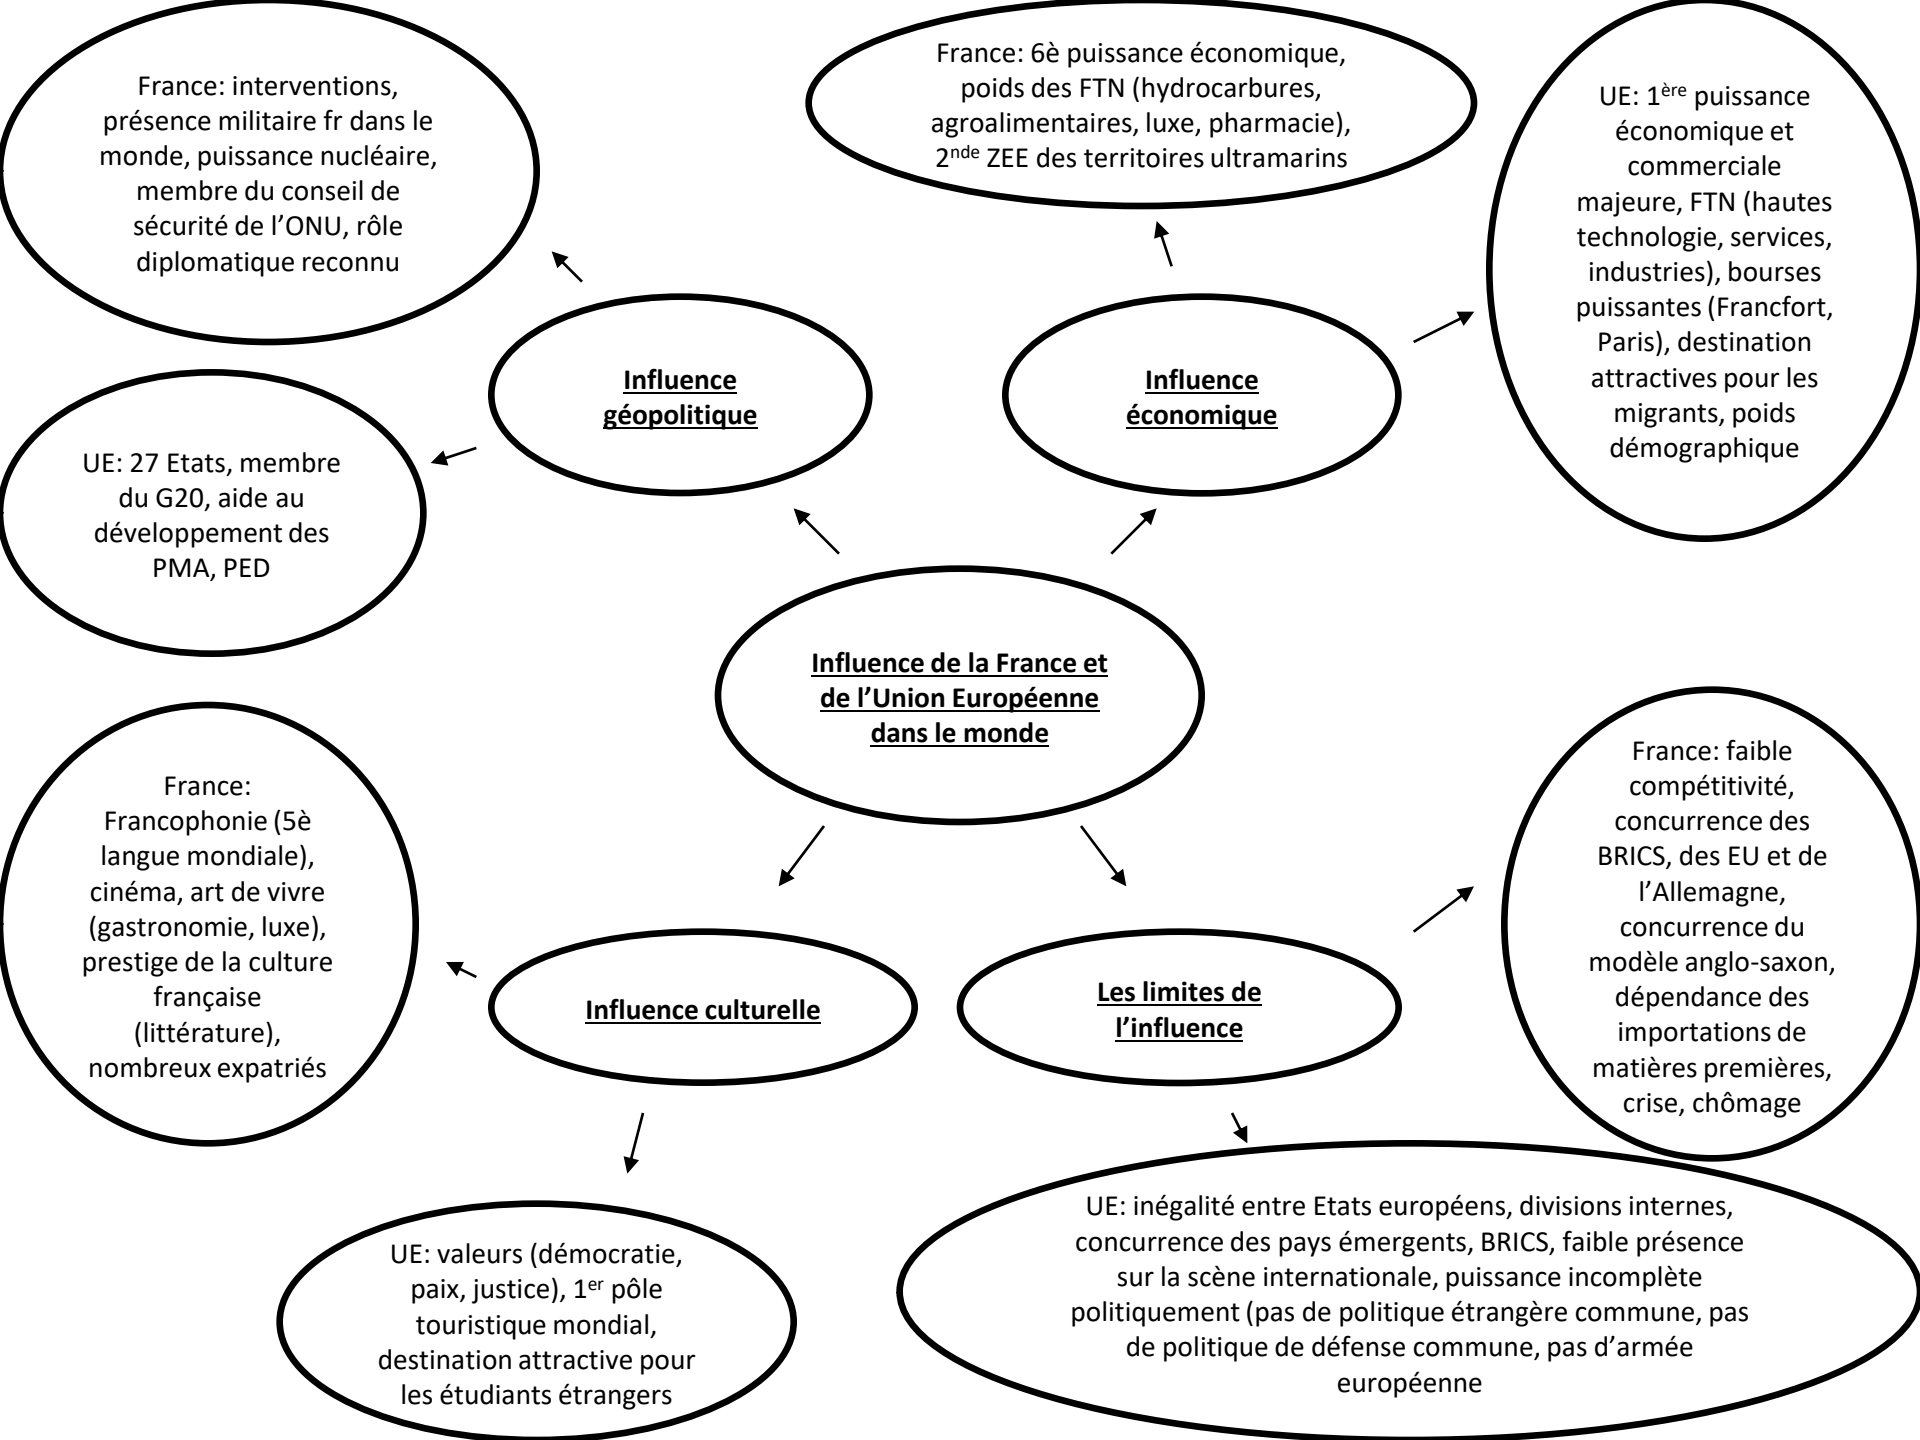 France: interventions,
présence militaire fr dans le
monde, puissance nucléaire,
membre du conseil de
sécurité de l’ONU, rôle
diplomatique reconnu
France: 6è puissance économique,
poids des FTN (hydrocarbures,
agroalimentaires, luxe, pharmacie),
2nde ZEE des territoires ultramarins
UE: 1ère puissance
économique et
commerciale
majeure, FTN (hautes
technologie, services,
industries), bourses
puissantes (Francfort,
Paris), destination
attractives pour les
migrants, poids
démographique
Influence
géopolitique
Influence
économique
UE: 27 Etats, membre
du G20, aide au
développement des
PMA, PED
Influence de la France et
de l’Union Européenne
dans le monde
France:
Francophonie (5è
langue mondiale),
cinéma, art de vivre
(gastronomie, luxe),
prestige de la culture
française
(littérature),
nombreux expatriés
Influence culturelle
Les limites de
l’influence
France: faible
compétitivité,
concurrence des
BRICS, des EU et de
l’Allemagne,
concurrence du
modèle anglo-saxon,
dépendance des
importations de
matières premières,
crise, chômage
UE: valeurs (démocratie,
paix, justice), 1er pôle
touristique mondial,
destination attractive pour
les étudiants étrangers
UE: inégalité entre Etats européens, divisions internes,
concurrence des pays émergents, BRICS, faible présence
sur la scène internationale, puissance incomplète
politiquement (pas de politique étrangère commune, pas
de politique de défense commune, pas d’armée
européenne